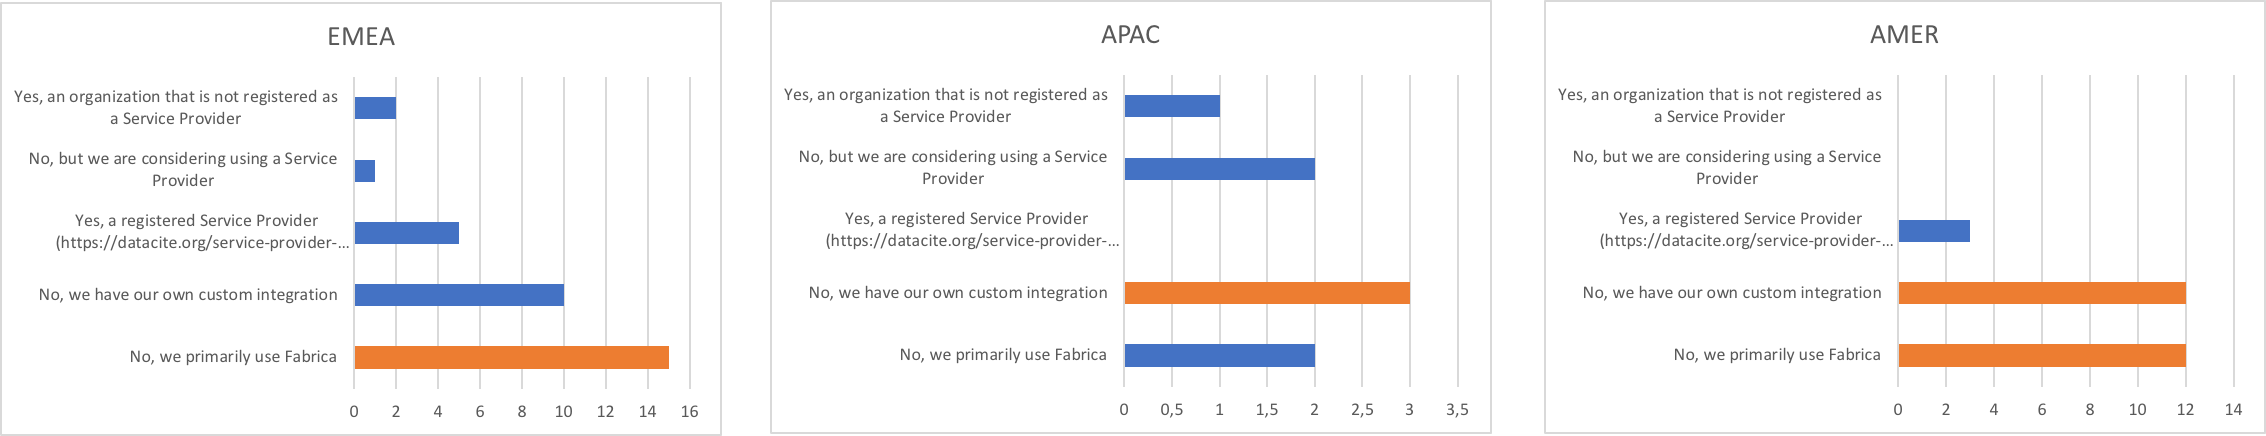 EMEA
Yes, an organization that is not registered as
a Service Provider
No, but we are considering using a Service
Provider
Yes, a registered Service Provider
(https://datacite.org/service-provider-...
No, we have our own custom integration
No, we primarily use Fabrica
0 2 4 6 8 10 12 14 16
APAC
Yes, an organization that is not registered as
a Service Provider
No, but we are considering using a Service
Provider
Yes, a registered Service Provider
(https://datacite.org/service-provider-...
No, we have our own custom integration
No, we primarily use Fabrica
0 0,5 1 1,5 2 2,5 3 3,5
AMER
Yes, an organization that is not registered as
a Service Provider
No, but we are considering using a Service
Provider
Yes, a registered Service Provider
(https://datacite.org/service-provider-...
No, we have our own custom integration
No, we primarily use Fabrica
0 2 4 6 8 10 12 14